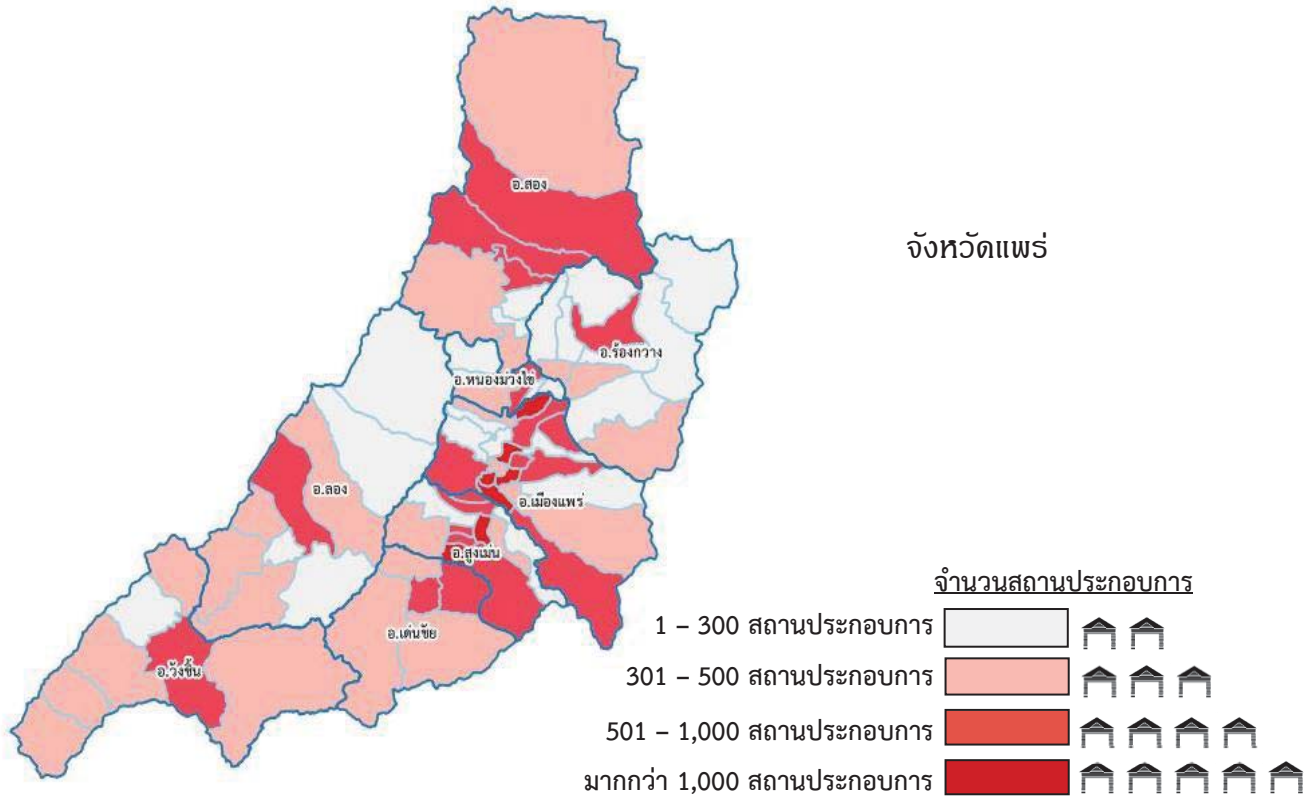 อ.สอง
จังหวัดแพร่
อ.ร้องกวาง
อ.หนองม่วงไข่
อ.ลอง
อ.เมืองแพร่
อ.สูงเม่น
อ.เด่นชัย
อ.วังชิ้น
จำนวนสถานประกอบการ
1 – 300 สถานประกอบการ
301 – 500 สถานประกอบการ
501 – 1,000 สถานประกอบการ
มากกว่า 1,000 สถานประกอบการ